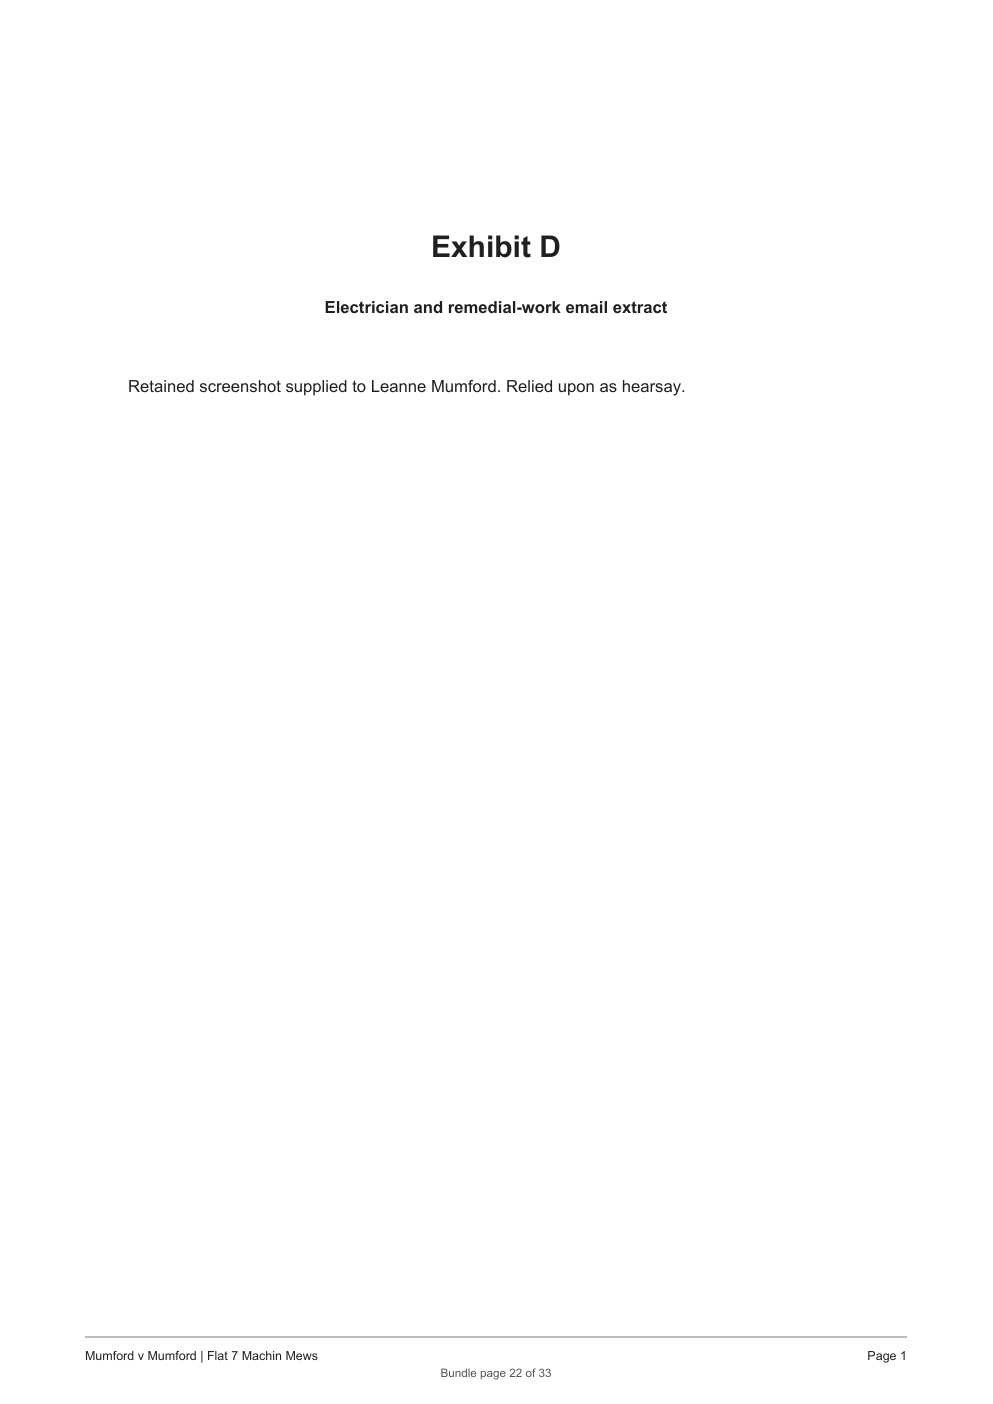 Exhibit D
Electrician and remedial-work email extract
Retained screenshot supplied to Leanne Mumford. Relied upon as hearsay.
Mumford v Mumford | Flat 7 Machin Mews
Page 1
Bundle page 22 of 33